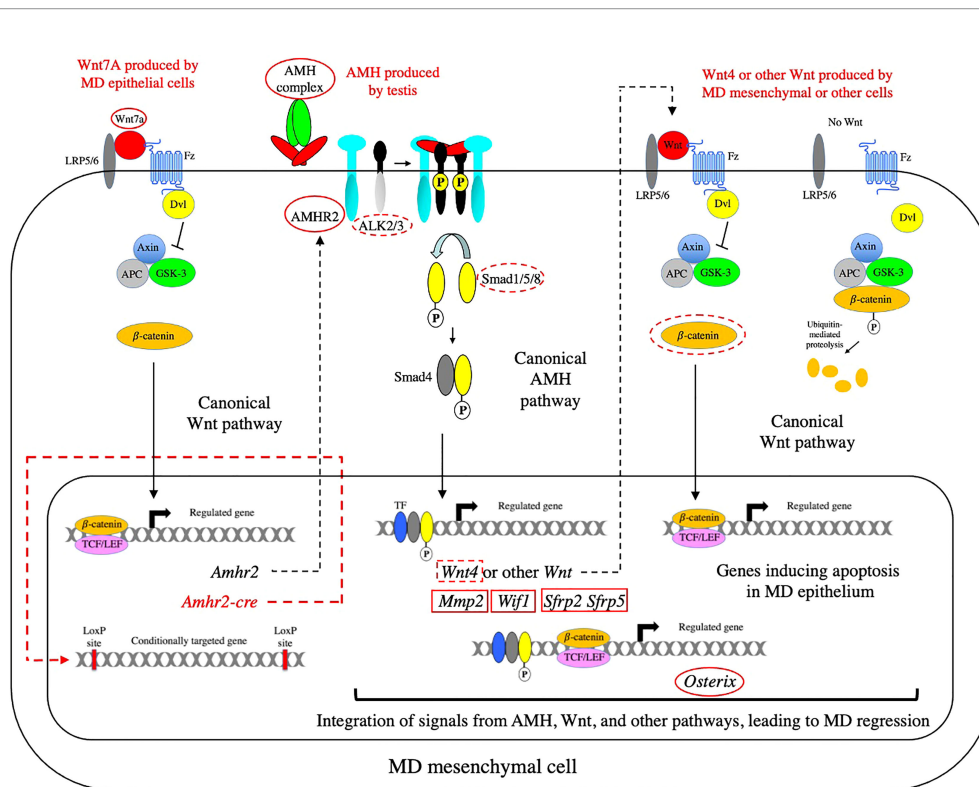 Wnt7A produced by
MD epithelial cells
Wnt7a
LRP5/6
Fz
Dvl
Axin
APC
GSK-3
β-catenin
Canonical
Wnt pathway
AMH
complex
AMH produced
by testis
AMHR2
ALK2/3
P
P
Smad1/5/8
P
Smad4
P
Canonical
AMH
pathway
Wnt4 or other Wnt produced by
MD mesenchymal or other cells
Wnt
LRP5/6
Fz
Dvl
Axin
APC
GSK-3
β-catenin
No Wnt
LRP5/6
Fz
Dvl
Axin
APC
GSK-3
β-catenin
P
Ubiquitin-
mediated
proteolysis
Canonical
Wnt pathway
β-catenin
TCF/LEF
Regulated gene
Amhr2
Amhr2-cre
LoxP
site
Conditionally targeted gene
LoxP
site
TF
P
Regulated gene
Wnt4 or other Wnt
Mmp2
Wif1
Sfrp2 Sfrp5
β-catenin
TCF/LEF
Regulated gene
Genes inducing apoptosis
in MD epithelium
P
β-catenin
TCF/LEF
Regulated gene
Osterix
Integration of signals from AMH, Wnt, and other pathways, leading to MD regression
MD mesenchymal cell